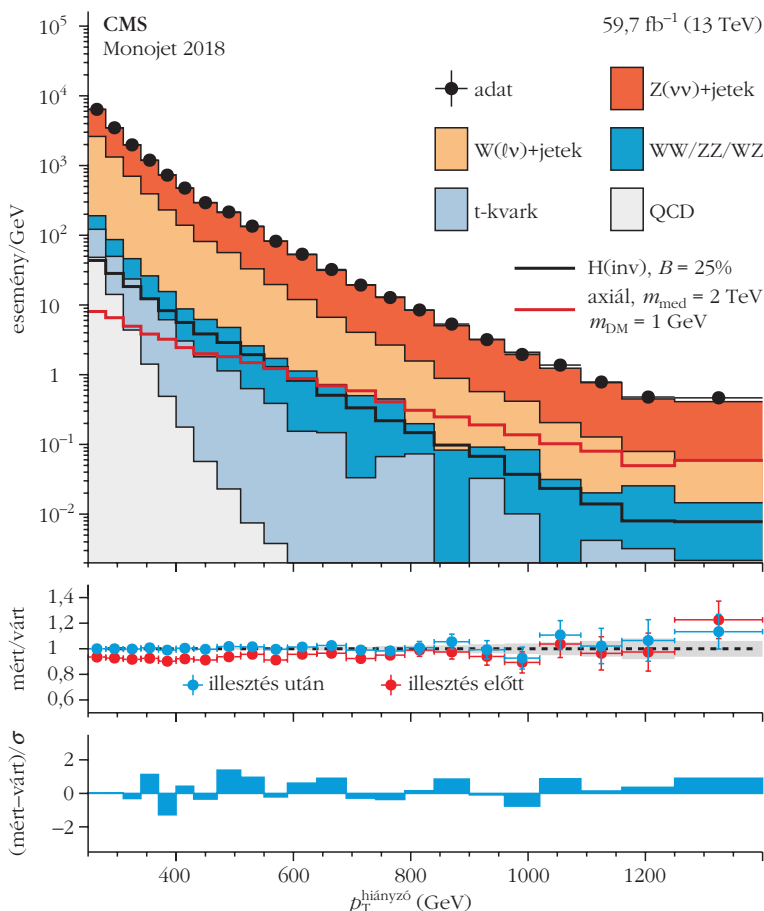 CMS
59,7 fb⁻¹ (13 TeV)
Monojet 2018
adat
Z(νν)+jetek
W(ℓν)+jetek
WW/ZZ/WZ
t-kvark
QCD
H(inv), B = 25%
axiál, m_med = 2 TeV
m_DM = 1 GeV
esemény/GeV
10⁵
10⁴
10³
10²
10
1
10⁻¹
10⁻²
mért/várt
1,4
1,2
1
0,8
0,6
illesztés után
illesztés előtt
(mért–várt)/σ
2
0
−2
400 600 800 1000 1200
p_T^hiányzó (GeV)